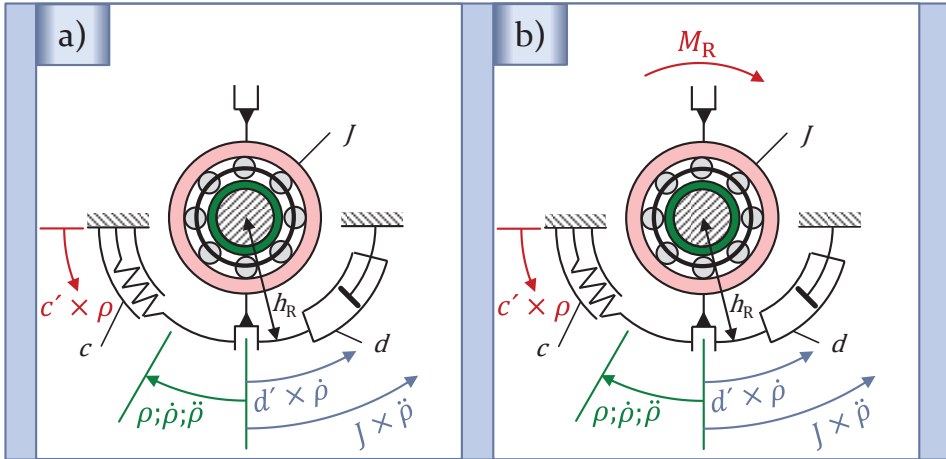 a)
J
c′ × ρ
c
h_R
d
ρ; ρ̇; ρ̈
d′ × ρ̇
J × ρ̈
b)
M_R
J
c′ × ρ
c
h_R
d
ρ; ρ̇; ρ̈
d′ × ρ̇
J × ρ̈